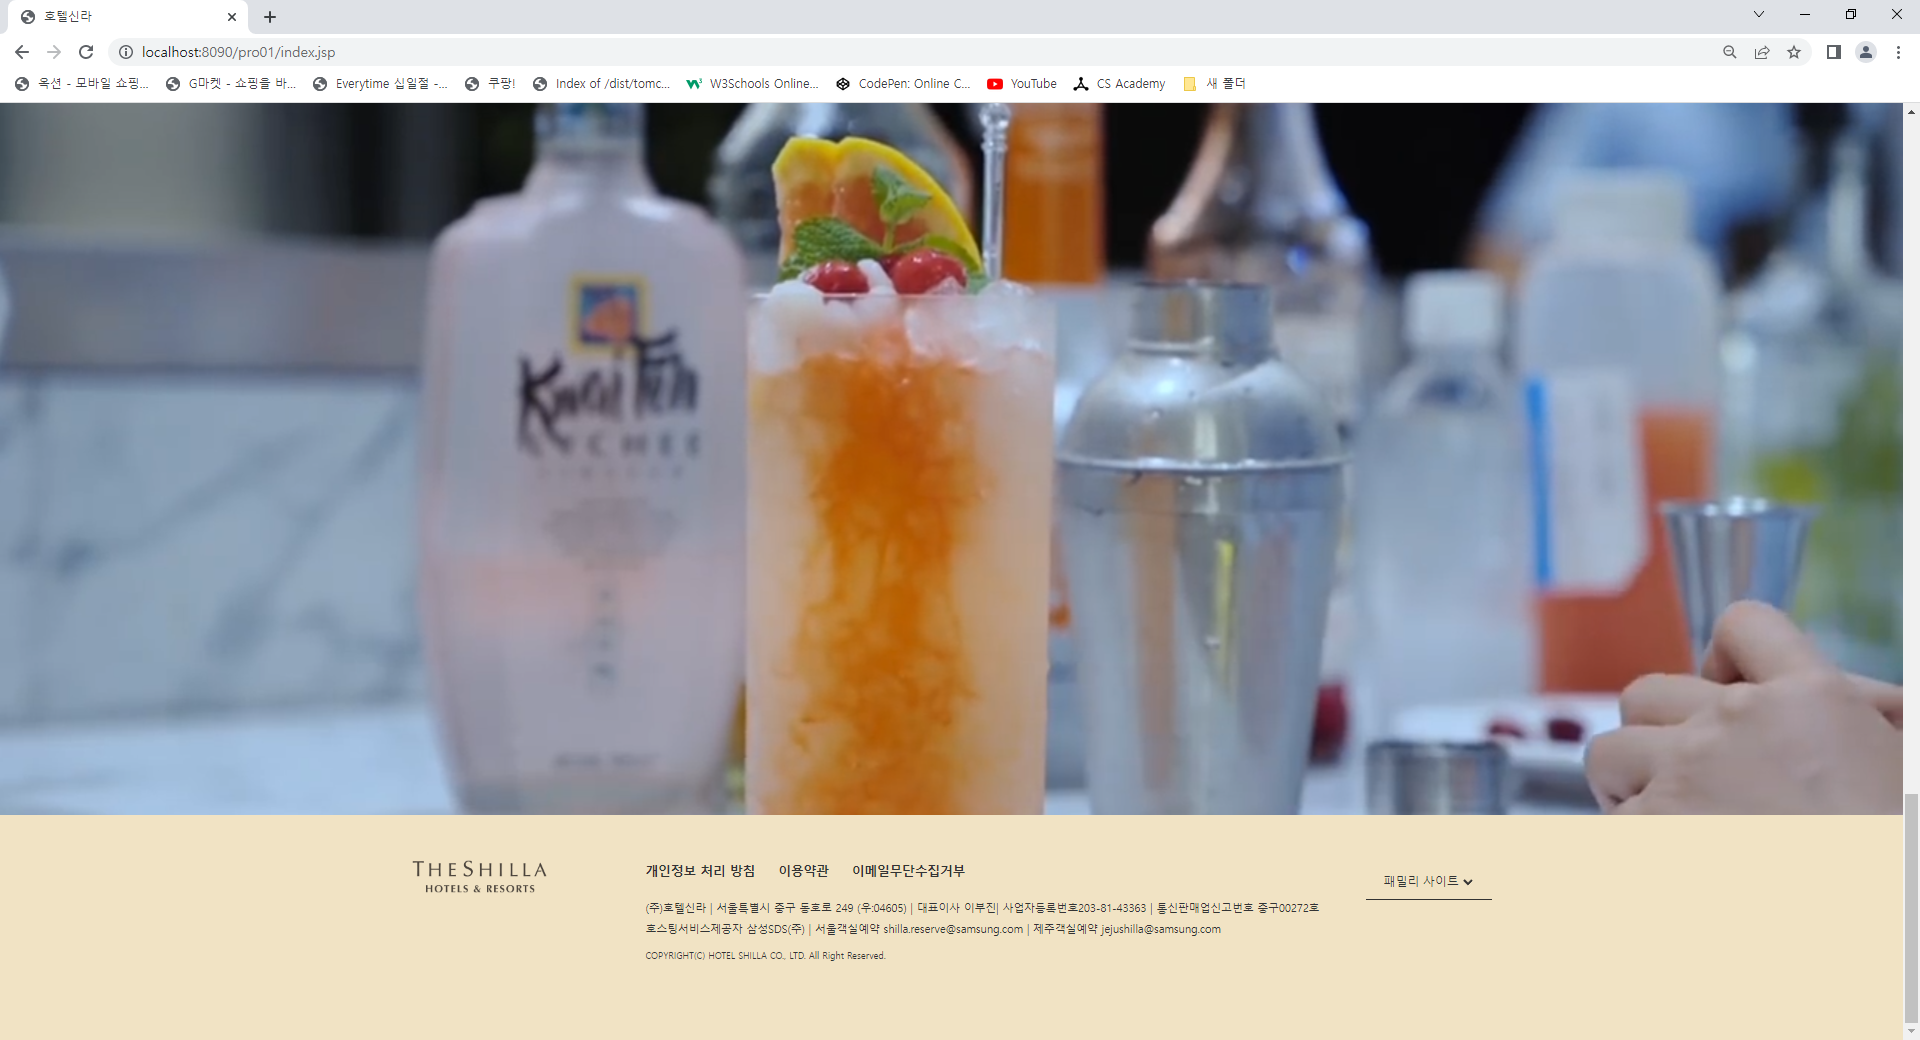 호텔신라
localhost:8090/pro01/index.jsp
옥션 - 모바일 쇼핑... G마켓 - 쇼핑을 바... Everytime 십일절 -... 쿠팡! Index of /dist/tomc... W3Schools Online... CodePen: Online C... YouTube CS Academy 새 폴더
Kwai Feh
LYCHEE
THE SHILLA
HOTELS & RESORTS
개인정보 처리 방침 이용약관 이메일무단수집거부
패밀리 사이트
(주)호텔신라 | 서울특별시 중구 동호로 249 (우:04605) | 대표이사 이부진| 사업자등록번호203-81-43363 | 통신판매업신고번호 중구00272호
호스팅서비스제공자 삼성SDS(주) | 서울객실예약 shilla.reserve@samsung.com | 제주객실예약 jejushilla@samsung.com
COPYRIGHT(C) HOTEL SHILLA CO., LTD. All Right Reserved.